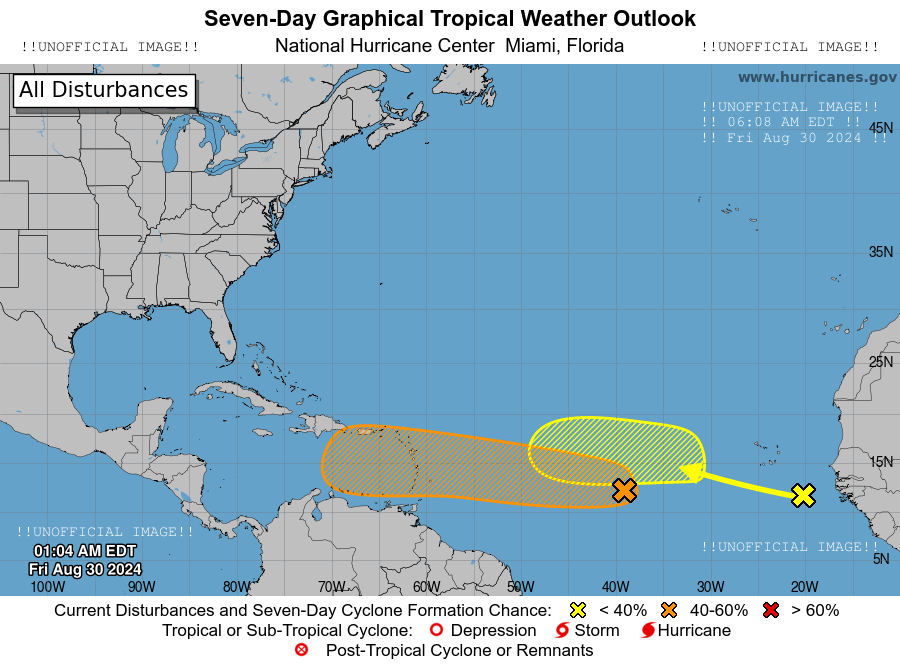 Seven-Day Graphical Tropical Weather Outlook
!!UNOFFICIAL IMAGE!!
National Hurricane Center Miami, Florida
!!UNOFFICIAL IMAGE!!
All Disturbances
www.hurricanes.gov
!!UNOFFICIAL IMAGE!!
!! 06:08 AM EDT !!
!! Fri Aug 30 2024 !!
45N
35N
25N
15N
!!UNOFFICIAL IMAGE!!
!!UNOFFICIAL IMAGE!!
01:04 AM EDT
Fri Aug 30 2024
5N
100W 90W 80W 70W 60W 50W 40W 30W 20W
Current Disturbances and Seven-Day Cyclone Formation Chance: < 40% 40-60% > 60%
Tropical or Sub-Tropical Cyclone: Depression Storm Hurricane
Post-Tropical Cyclone or Remnants